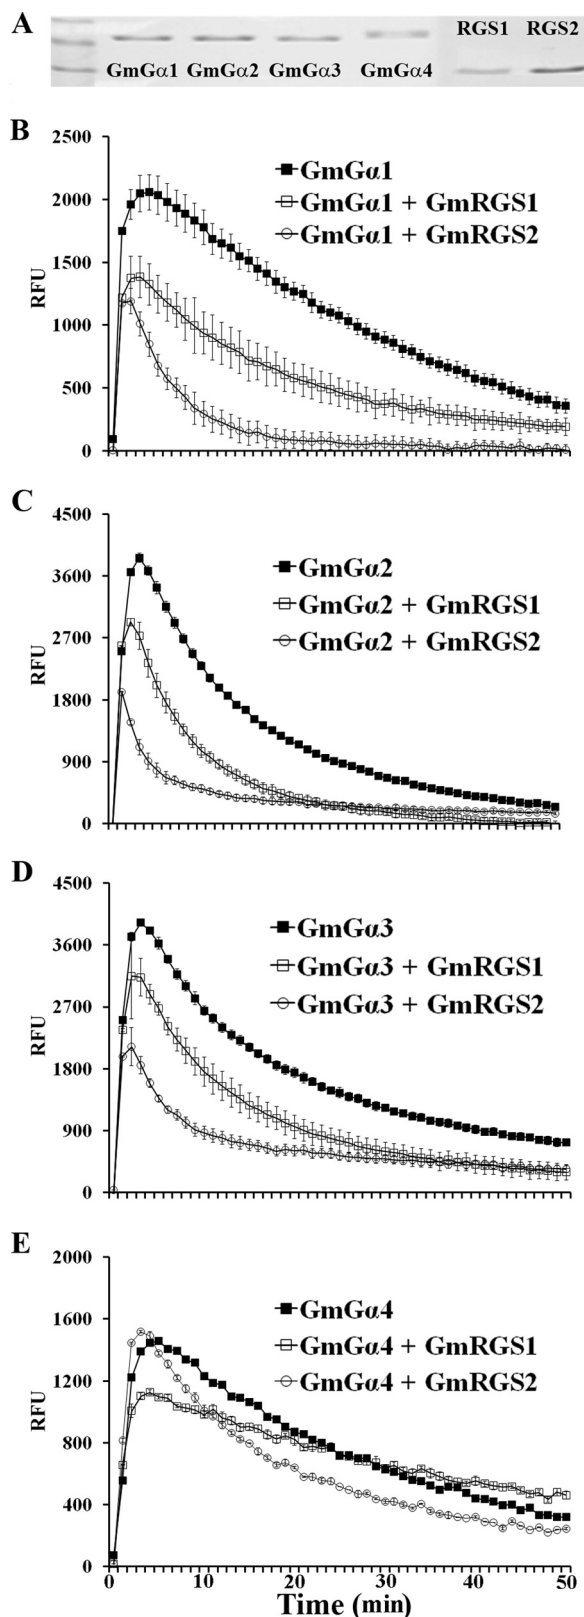 A
RGS1 RGS2
GmGα1 GmGα2 GmGα3 GmGα4
B
2500
2000
1500
1000
500
0
RFU
GmGα1
GmGα1 + GmRGS1
GmGα1 + GmRGS2
C
4500
3600
2700
1800
900
0
RFU
GmGα2
GmGα2 + GmRGS1
GmGα2 + GmRGS2
D
4500
3600
2700
1800
900
0
RFU
GmGα3
GmGα3 + GmRGS1
GmGα3 + GmRGS2
E
2000
1600
1200
800
400
0
RFU
GmGα4
GmGα4 + GmRGS1
GmGα4 + GmRGS2
0 10 20 30 40 50
Time (min)